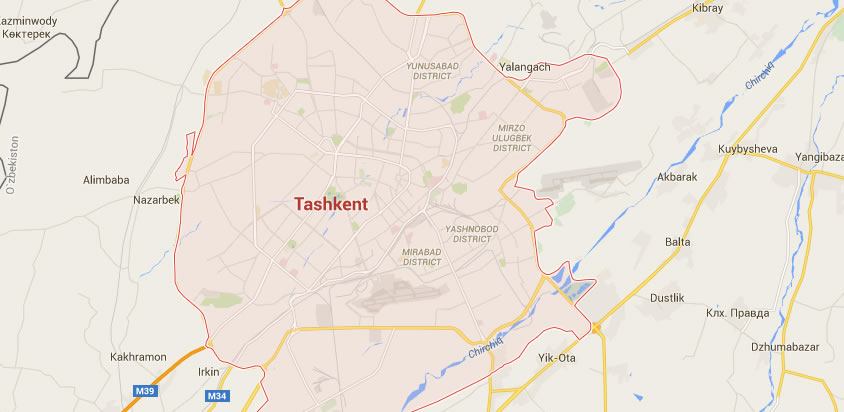 Kazminwody
Көктерек
Kibray
YUNUSABAD
DISTRICT
Yalangach
Chirchiq
MIRZO
ULUGBEK
DISTRICT
Kuybysheva
Yangibaza
O'zbekiston
Alimbaba
Akbarak
Nazarbek
Tashkent
YASHNOBOD
DISTRICT
Balta
MIRABAD
DISTRICT
Dustlik
Клх. Правда
Chirchiq
Dzhumabazar
Kakhramon
Yik-Ota
Irkin
M39
M34